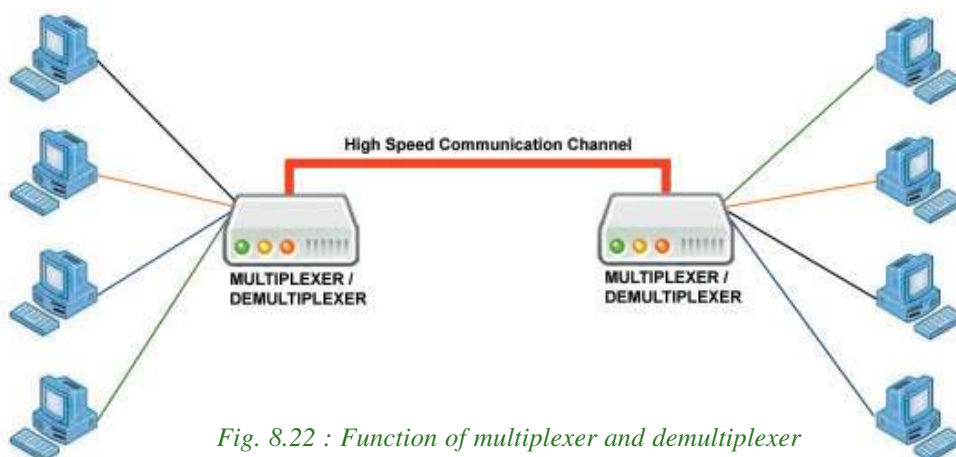 High Speed Communication Channel
MULTIPLEXER /
DEMULTIPLEXER
MULTIPLEXER /
DEMULTIPLEXER
Fig. 8.22 : Function of multiplexer and demultiplexer